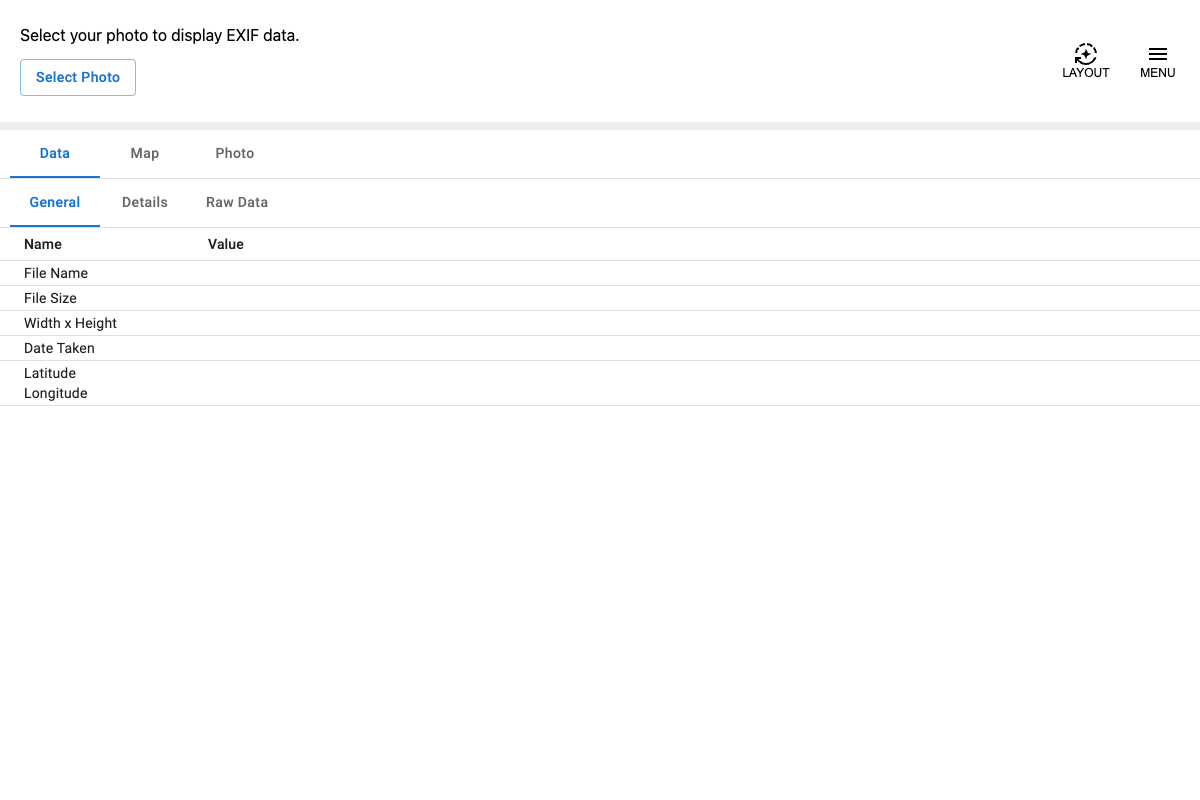 Select your photo to display EXIF data.
Select Photo
LAYOUT
MENU
Data Map Photo
General Details Raw Data
Name Value
File Name
File Size
Width x Height
Date Taken
Latitude
Longitude